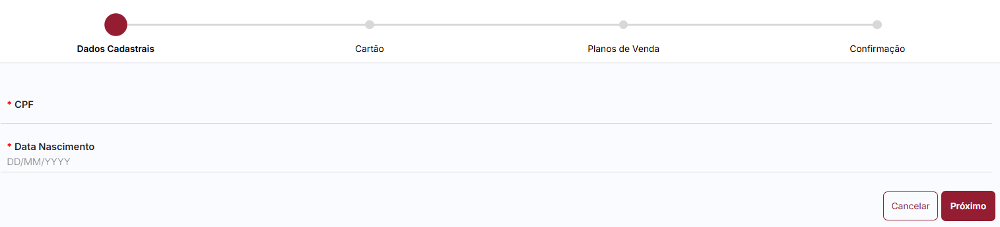 Dados Cadastrais Cartão Planos de Venda Confirmação
* CPF
* Data Nascimento
DD/MM/YYYY
Cancelar Próximo